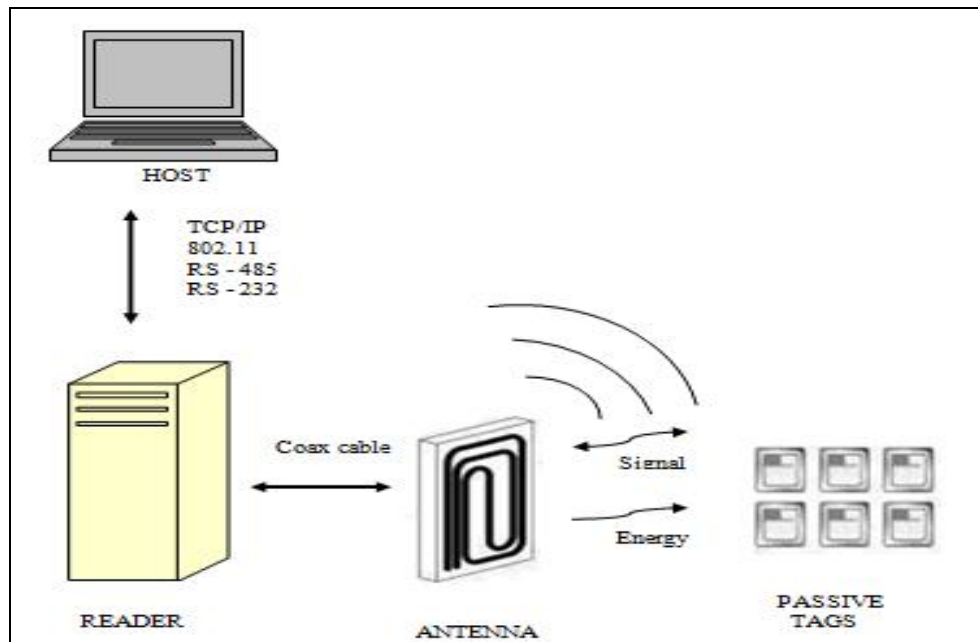 HOST
TCP/IP
802.11
RS - 485
RS - 232
Coax cable
Signal
Energy
READER
ANTENNA
PASSIVE
TAGS